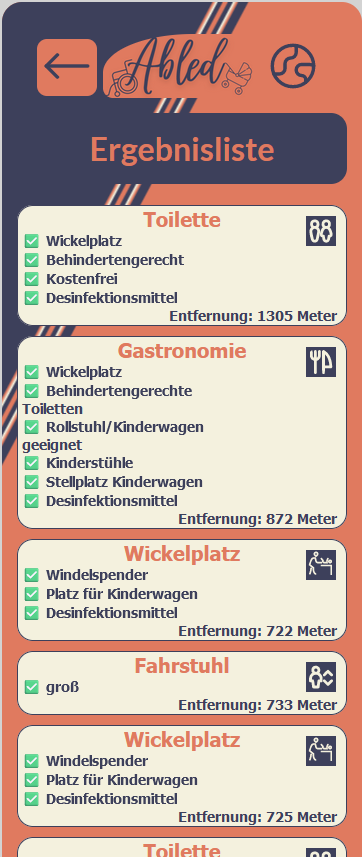 Abled
Ergebnisliste
Toilette
Wickelplatz
Behindertengerecht
Kostenfrei
Desinfektionsmittel
Entfernung: 1305 Meter
Gastronomie
Wickelplatz
Behindertengerechte
Toiletten
Rollstuhl/Kinderwagen
geeignet
Kinderstühle
Stellplatz Kinderwagen
Desinfektionsmittel
Entfernung: 872 Meter
Wickelplatz
Windelspender
Platz für Kinderwagen
Desinfektionsmittel
Entfernung: 722 Meter
Fahrstuhl
groß
Entfernung: 733 Meter
Wickelplatz
Windelspender
Platz für Kinderwagen
Desinfektionsmittel
Entfernung: 725 Meter
Toilette